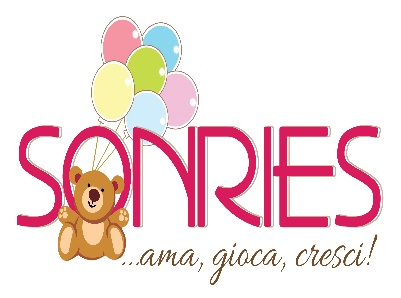 SONRIES
...ama, gioca, cresci!